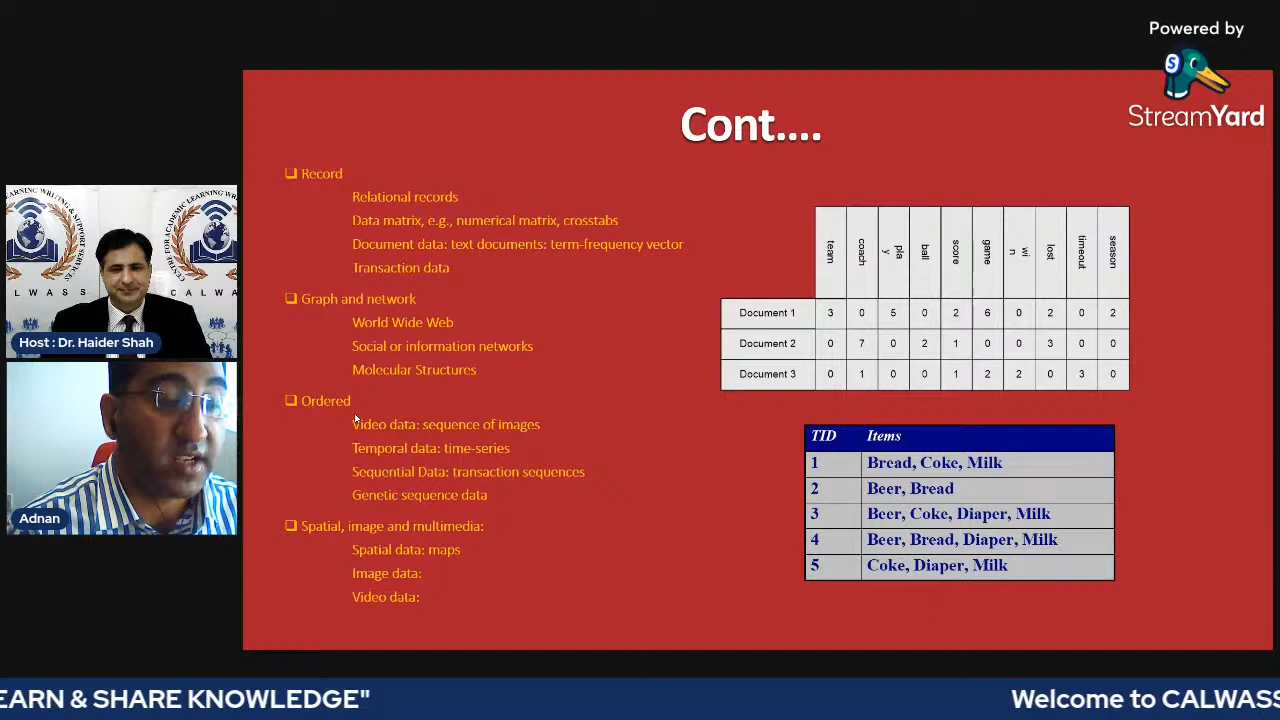 Powered by
StreamYard
Cont....
Record
Relational records
Data matrix, e.g., numerical matrix, crosstabs
Document data: text documents: term-frequency vector
Transaction data
Graph and network
World Wide Web
Social or information networks
Molecular Structures
Ordered
Video data: sequence of images
Temporal data: time-series
Sequential Data: transaction sequences
Genetic sequence data
Spatial, image and multimedia:
Spatial data: maps
Image data:
Video data:
team coach pla y ball score game wi n lost timeout season
Document 1 3 0 5 0 2 6 0 2 0 2
Document 2 0 7 0 2 1 0 0 3 0 0
Document 3 0 1 0 0 1 2 2 0 3 0
TID Items
1 Bread, Coke, Milk
2 Beer, Bread
3 Beer, Coke, Diaper, Milk
4 Beer, Bread, Diaper, Milk
5 Coke, Diaper, Milk
LWASS
CALW
Host : Dr. Haider Shah
Adnan
EARN & SHARE KNOWLEDGE"
Welcome to CALWASS